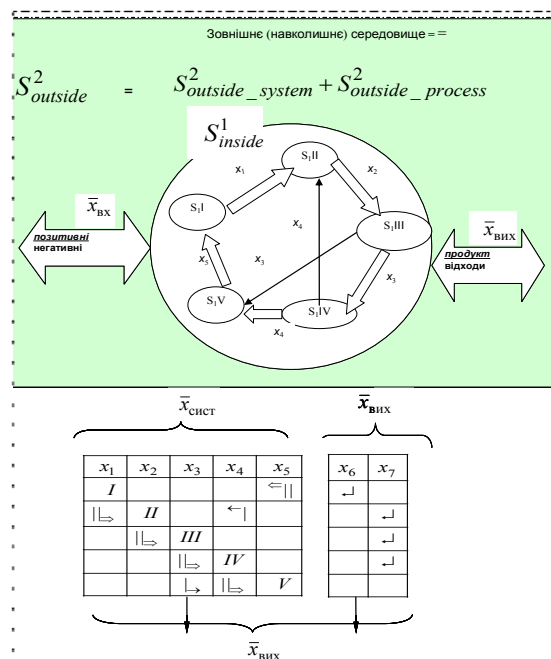 Зовнішнє (навколишнє) середовище = =
S²outside = S²outside_system + S²outside_process
S¹inside
S₁II
x₁
x₂
x̄вх
S₁I
x₄
S₁III
x̄вих
позитивні
негативні
x₅
x₃
продукт
відходи
x₃
S₁V
S₁IV
x₄
x̄сист
x̄вих
x₁ x₂ x₃ x₄ x₅ x₆ x₇
I ⇐|| ↵
||⇒ II ←| ↵
||⇒ III ↵
||⇒ IV ↵
|→ ||⇒ V
x̄вих